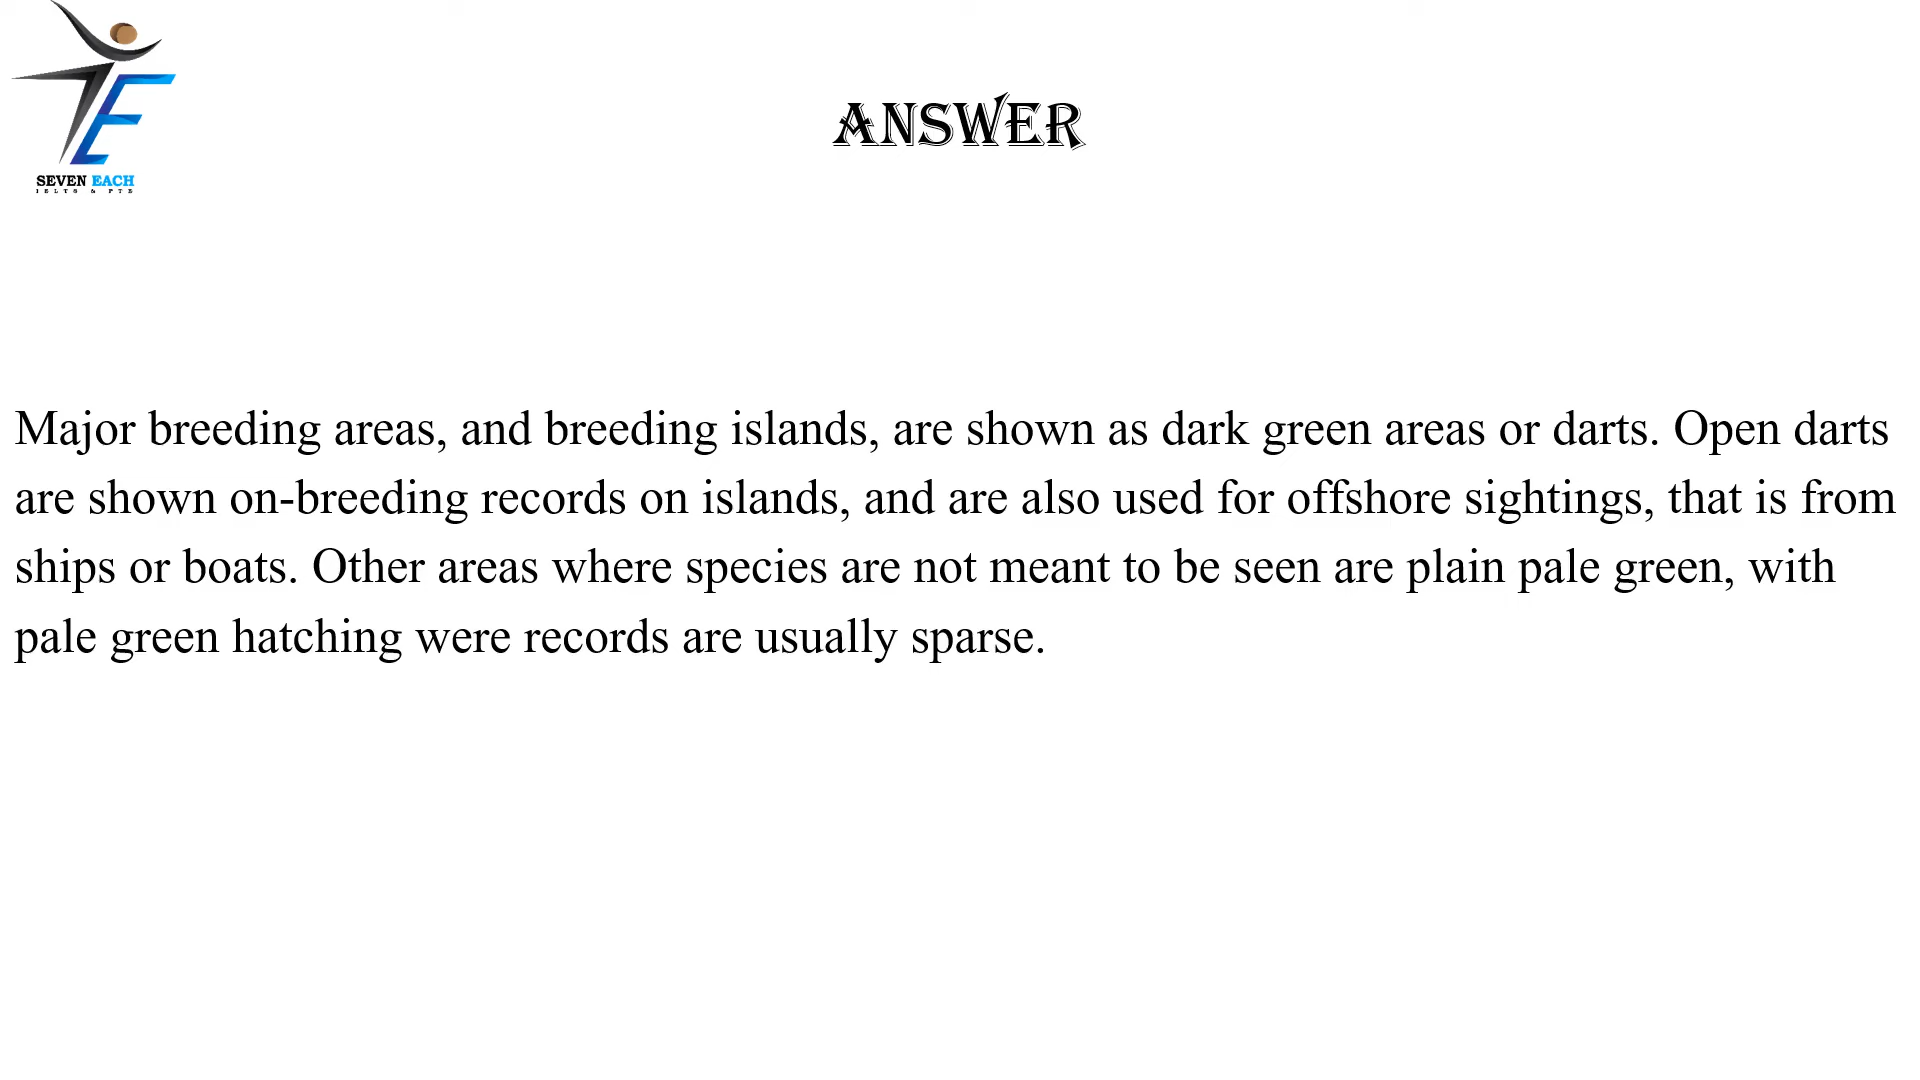 ANSWER
SEVEN EACH
IELTS & PTE
Major breeding areas, and breeding islands, are shown as dark green areas or darts. Open darts
are shown on-breeding records on islands, and are also used for offshore sightings, that is from
ships or boats. Other areas where species are not meant to be seen are plain pale green, with
pale green hatching were records are usually sparse.